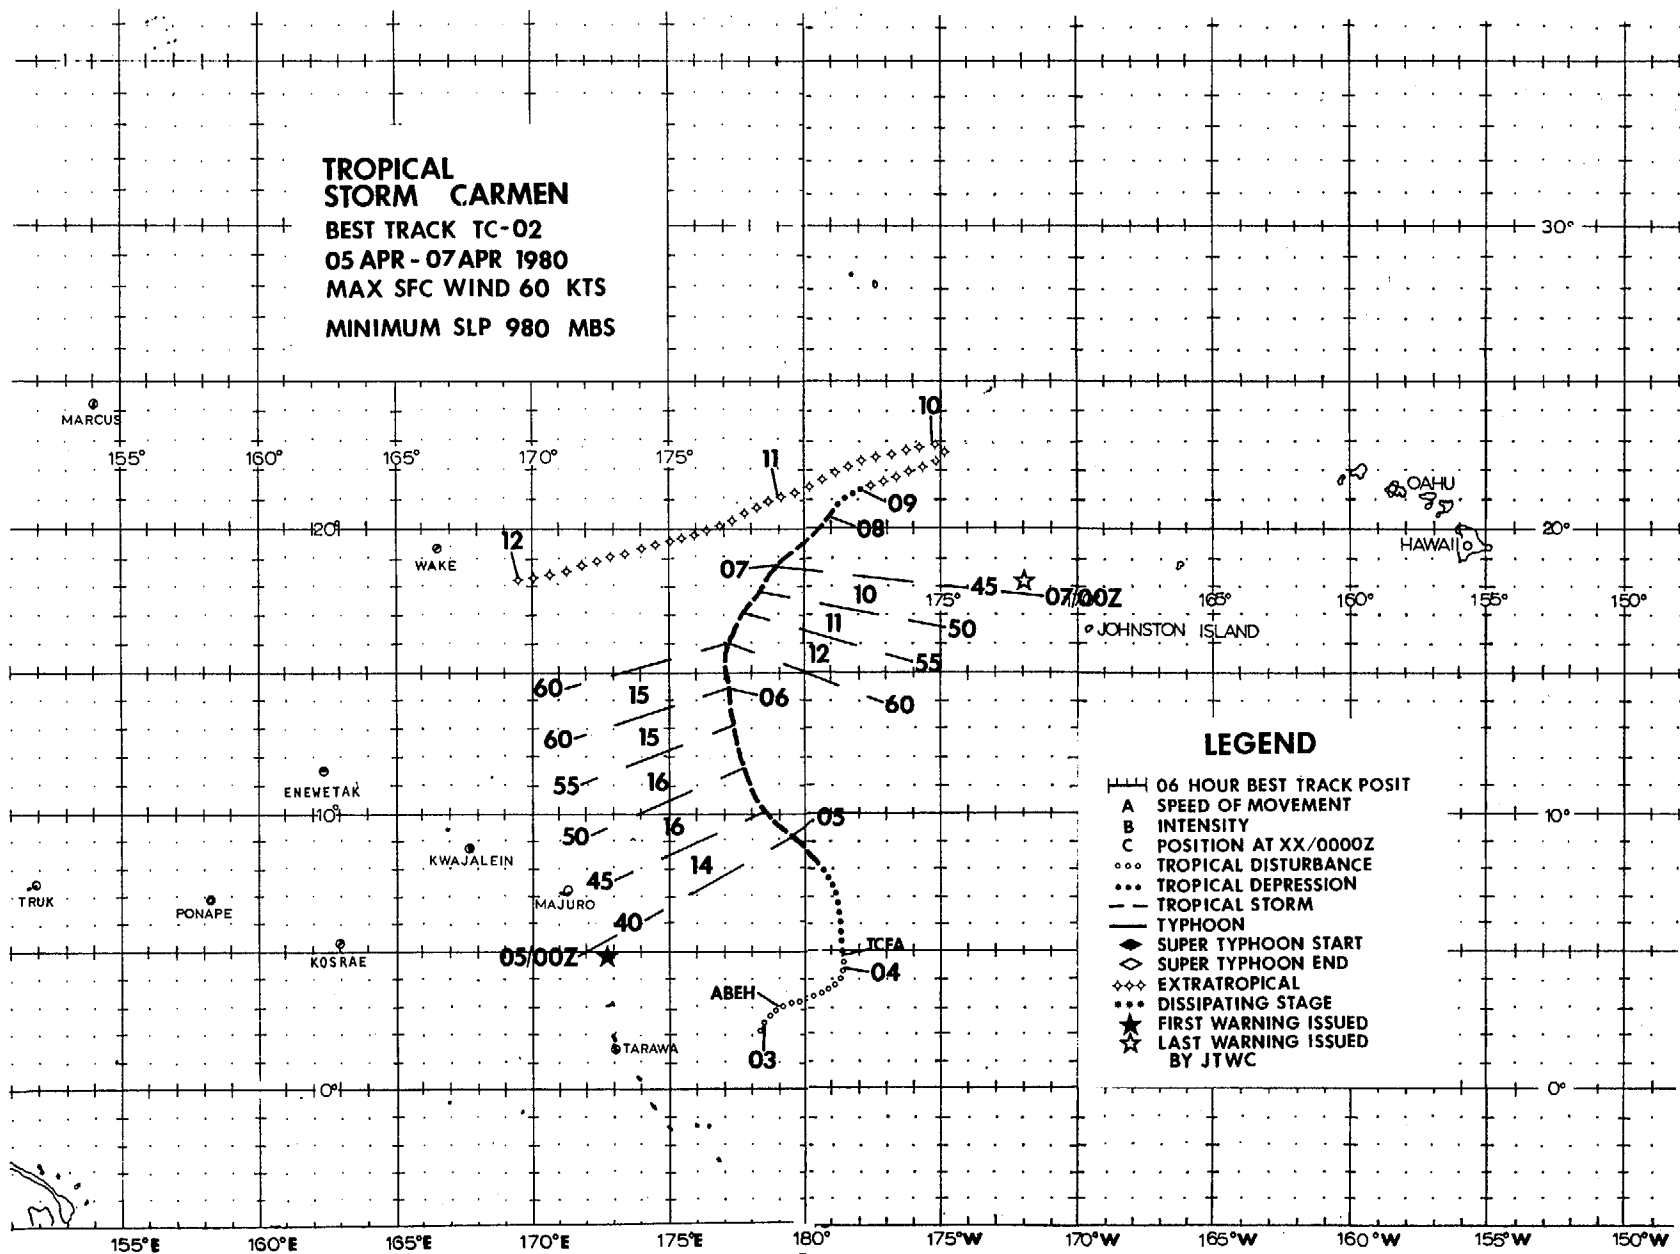 TROPICAL
STORM CARMEN
BEST TRACK TC-02
05 APR - 07 APR 1980
MAX SFC WIND 60 KTS
MINIMUM SLP 980 MBS
30°
MARCUS
10
155° 160° 165° 170° 175°
11
09
OAHU
08
20° 20°
12
HAWAII
WAKE
07
45
10
07/00Z
175° 165° 160° 155° 150°
11
50
JOHNSTON ISLAND
12
55
60
15
06
60
60
15
55
16
ENEWETAK
10° 10°
50
16
05
KWAJALEIN
14
45
TRUK
PONAPE
MAJURO
40
TCFA
05/00Z
KOSRAE
04
ABEH
TARAWA
03
0° 0°
LEGEND
06 HOUR BEST TRACK POSIT
A SPEED OF MOVEMENT
B INTENSITY
C POSITION AT XX/0000Z
TROPICAL DISTURBANCE
TROPICAL DEPRESSION
TROPICAL STORM
TYPHOON
SUPER TYPHOON START
SUPER TYPHOON END
EXTRATROPICAL
DISSIPATING STAGE
FIRST WARNING ISSUED
LAST WARNING ISSUED
BY JTWC
155°E 160°E 165°E 170°E 175°E 180° 175°W 170°W 165°W 160°W 155°W 150°W